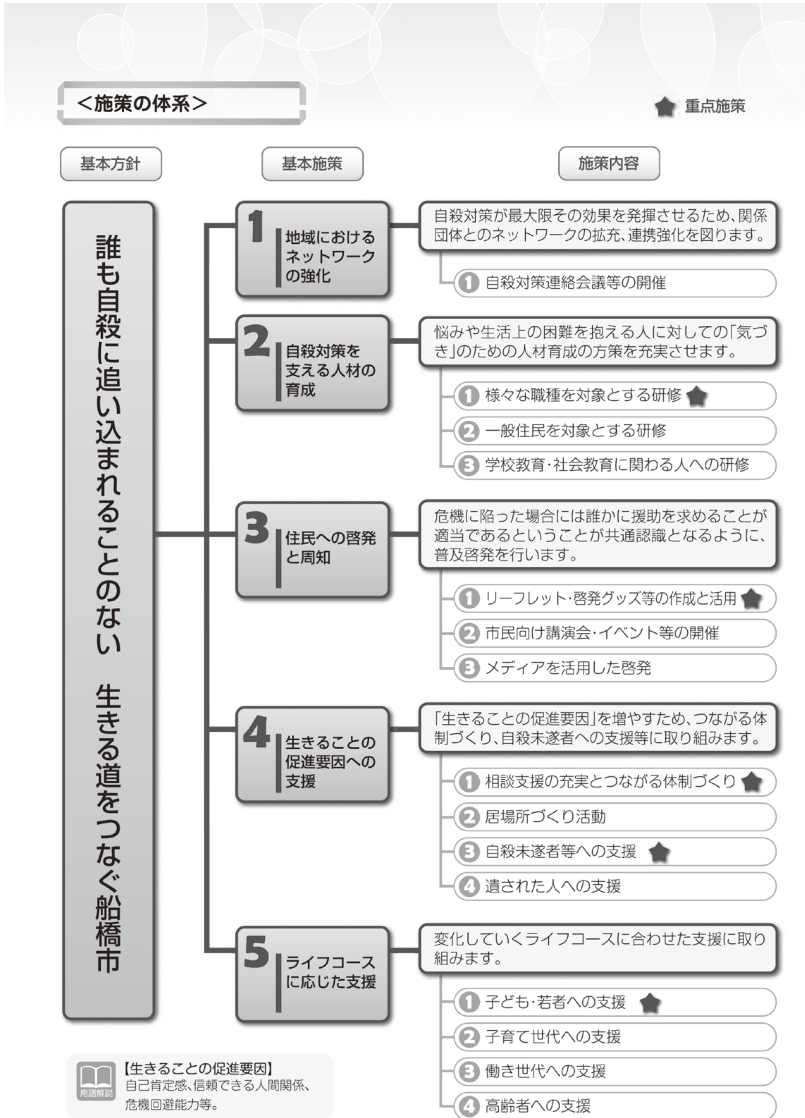 ＜施策の体系＞
★ 重点施策
基本方針
基本施策
施策内容
誰も自殺に追い込まれることのない　生きる道をつなぐ船橋市
1
地域における
ネットワーク
の強化
自殺対策が最大限その効果を発揮させるため、関係
団体とのネットワークの拡充、連携強化を図ります。
❶ 自殺対策連絡会議等の開催
2
自殺対策を
支える人材の
育成
悩みや生活上の困難を抱える人に対しての「気づ
き」のための人材育成の方策を充実させます。
❶ 様々な職種を対象とする研修 ★
❷ 一般住民を対象とする研修
❸ 学校教育・社会教育に関わる人への研修
3
住民への啓発
と周知
危機に陥った場合には誰かに援助を求めることが
適当であるということが共通認識となるように、
普及啓発を行います。
❶ リーフレット・啓発グッズ等の作成と活用 ★
❷ 市民向け講演会・イベント等の開催
❸ メディアを活用した啓発
4
生きることの
促進要因への
支援
「生きることの促進要因」を増やすため、つながる体
制づくり、自殺未遂者への支援等に取り組みます。
❶ 相談支援の充実とつながる体制づくり ★
❷ 居場所づくり活動
❸ 自殺未遂者等への支援 ★
❹ 遺された人への支援
5
ライフコース
に応じた支援
変化していくライフコースに合わせた支援に取り
組みます。
❶ 子ども・若者への支援 ★
❷ 子育て世代への支援
❸ 働き世代への支援
❹ 高齢者への支援
用語解説
【生きることの促進要因】
自己肯定感、信頼できる人間関係、
危機回避能力等。